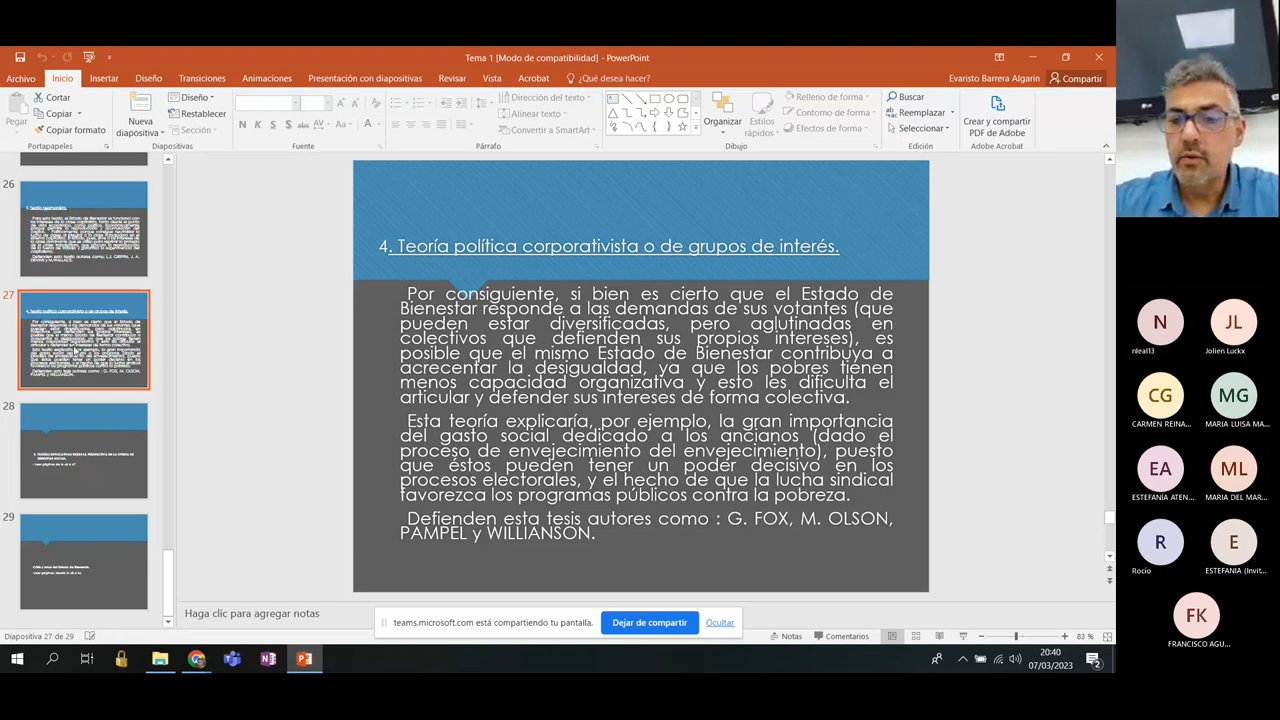 Tema 1 [Modo de compatibilidad] - PowerPoint
Archivo Inicio Insertar Diseño Transiciones Animaciones Presentación con diapositivas Revisar Vista Acrobat ¿Qué desea hacer? Evaristo Barrera Algarin Compartir
Pegar
Cortar
Copiar
Copiar formato
Portapapeles
Nueva diapositiva
Diseño
Restablecer
Sección
Diapositivas
N K S S abc AV Aa A
Fuente
Dirección del texto
Alinear texto
Convertir a SmartArt
Párrafo
Organizar
Estilos rápidos
Relleno de forma
Contorno de forma
Efectos de forma
Dibujo
Buscar
Reemplazar
Seleccionar
Edición
Crear y compartir PDF de Adobe
Adobe Acrobat
26
27
28
29
4. Teoría política corporativista o de grupos de interés.
Por consiguiente, si bien es cierto que el Estado de
Bienestar responde a las demandas de sus votantes (que
pueden estar diversificadas, pero aglutinadas en
colectivos que defienden sus propios intereses), es
posible que el mismo Estado de Bienestar contribuya a
acrecentar la desigualdad, ya que los pobres tienen
menos capacidad organizativa y esto les dificulta el
articular y defender sus intereses de forma colectiva.
Esta teoría explicaría, por ejemplo, la gran importancia
del gasto social dedicado a los ancianos (dado el
proceso de envejecimiento del envejecimiento), puesto
que éstos pueden tener un poder decisivo en los
procesos electorales, y el hecho de que la lucha sindical
favorezca los programas públicos contra la pobreza.
Defienden esta tesis autores como : G. FOX, M. OLSON,
PAMPEL y WILLIANSON.
Haga clic para agregar notas
teams.microsoft.com está compartiendo tu pantalla. Dejar de compartir Ocultar
Diapositiva 27 de 29 Notas Comentarios 83 %
20:40
07/03/2023
2
N
nleal13
JL
Jolien Luckx
CG
CARMEN REINA...
MG
MARIA LUISA MA...
EA
ESTEFANÍA ATEN...
ML
MARIA DEL MAR...
R
Rocío
E
ESTEFANIA (Invit...
FK
FRANCISCO AGU...